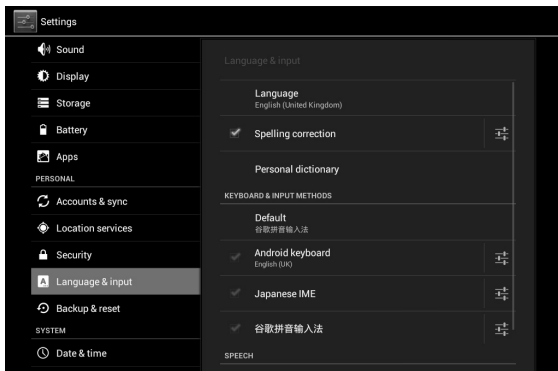 Settings
Sound
Display
Storage
Battery
Apps
PERSONAL
Accounts & sync
Location services
Security
A Language & input
Backup & reset
SYSTEM
Date & time
Language & input
Language
English (United Kingdom)
Spelling correction
Personal dictionary
KEYBOARD & INPUT METHODS
Default
谷歌拼音输入法
Android keyboard
English (UK)
Japanese IME
谷歌拼音输入法
SPEECH